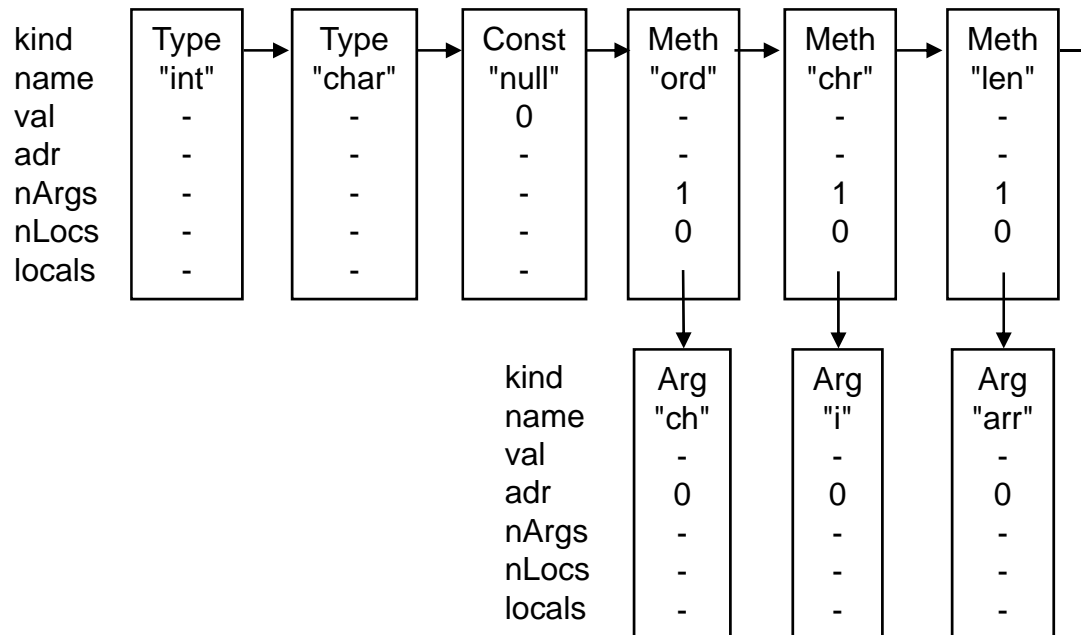 kind Type Type Const Meth Meth Meth
name "int" "char" "null" "ord" "chr" "len"
val - - 0 - - -
adr - - - - - -
nArgs - - - 1 1 1
nLocs - - - 0 0 0
locals - - -
kind Arg Arg Arg
name "ch" "i" "arr"
val - - -
adr 0 0 0
nArgs - - -
nLocs - - -
locals - - -